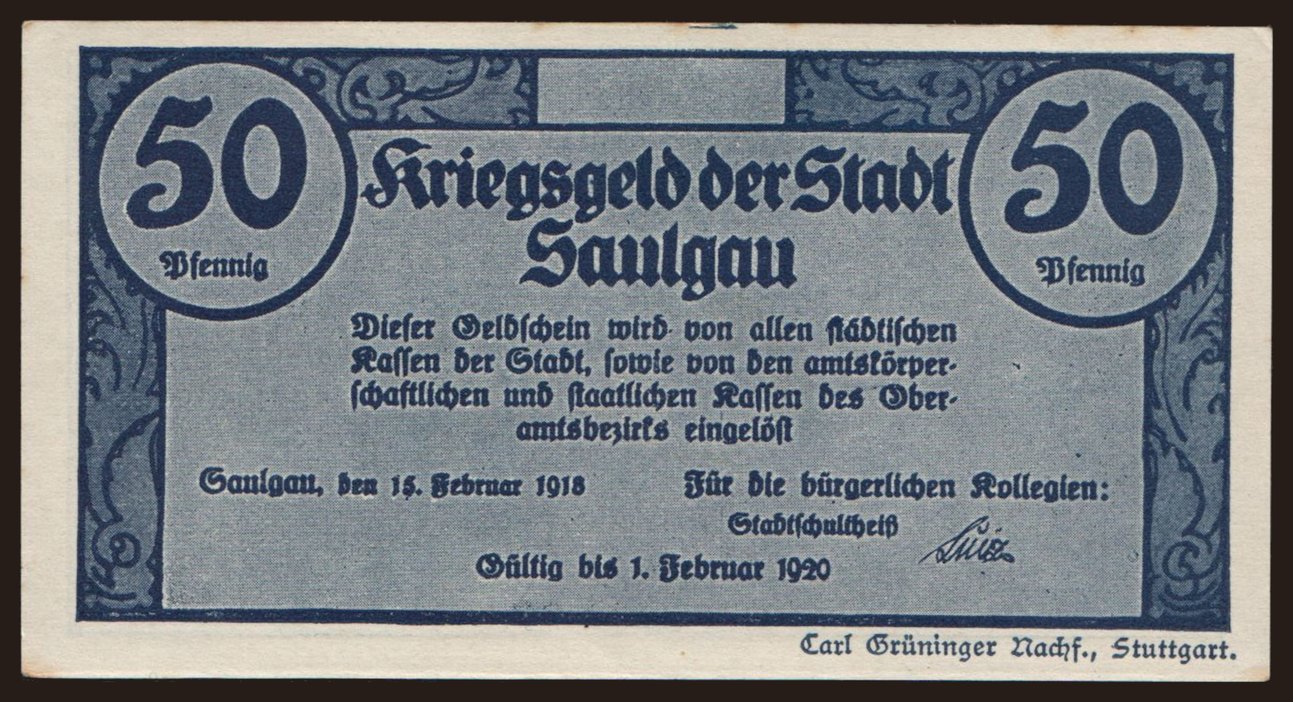 50
Pfennig
50
Pfennig
Kriegsgeld der Stadt
Saulgau
Dieser Geldschein wird von allen städtischen
Kassen der Stadt, sowie von den amtskörper-
schaftlichen und staatlichen Kassen des Ober-
amtsbezirks eingelöst
Saulgau, den 15. Februar 1918
Für die bürgerlichen Kollegien:
Stadtschultheiß
Gültig bis 1. Februar 1920
Carl Grüninger Nachf., Stuttgart.